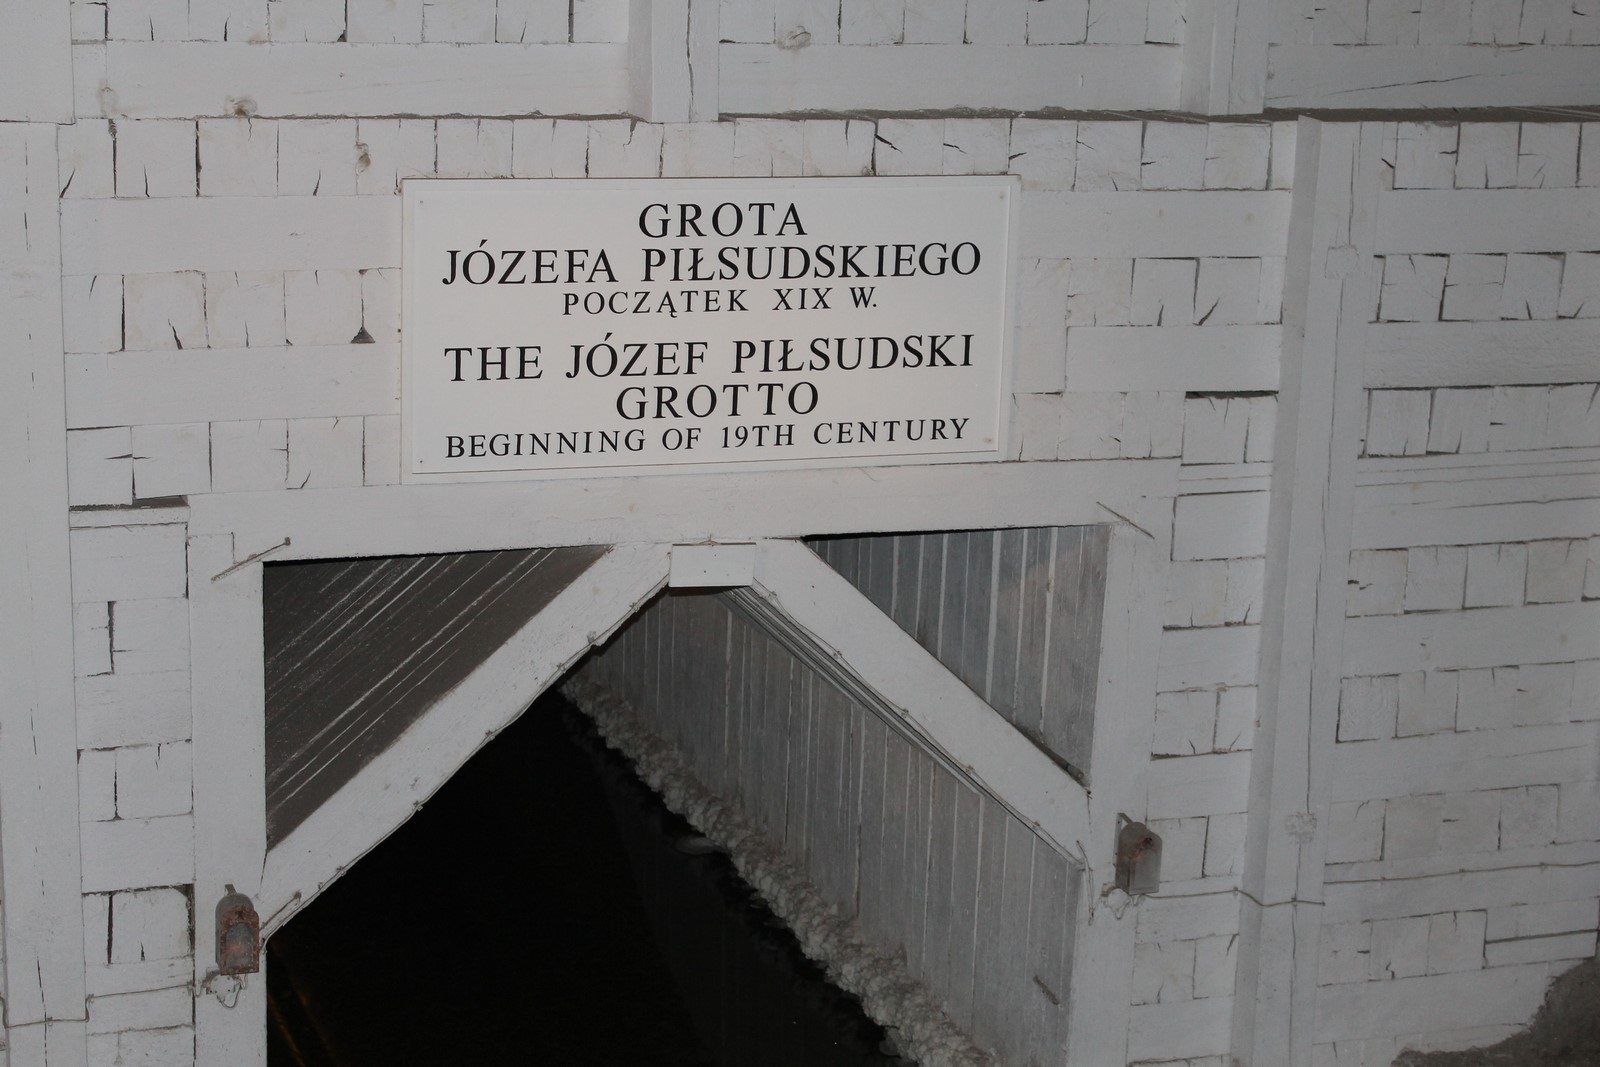 GROTA
JÓZEFA PIŁSUDSKIEGO
POCZĄTEK XIX W.
THE JÓZEF PIŁSUDSKI
GROTTO
BEGINNING OF 19TH CENTURY